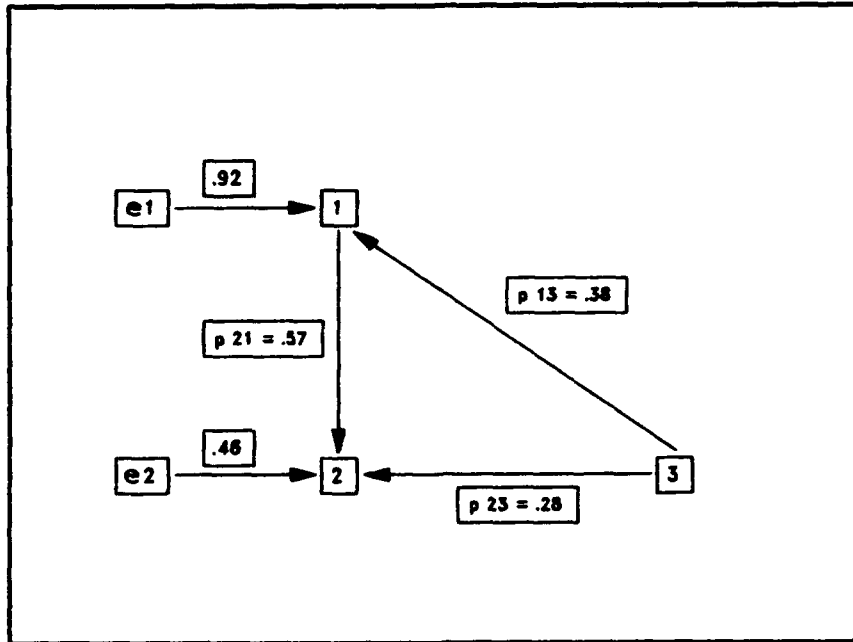 .92
e1
1
p 13 = .38
p 21 = .57
.46
e2
2
3
p 23 = .28